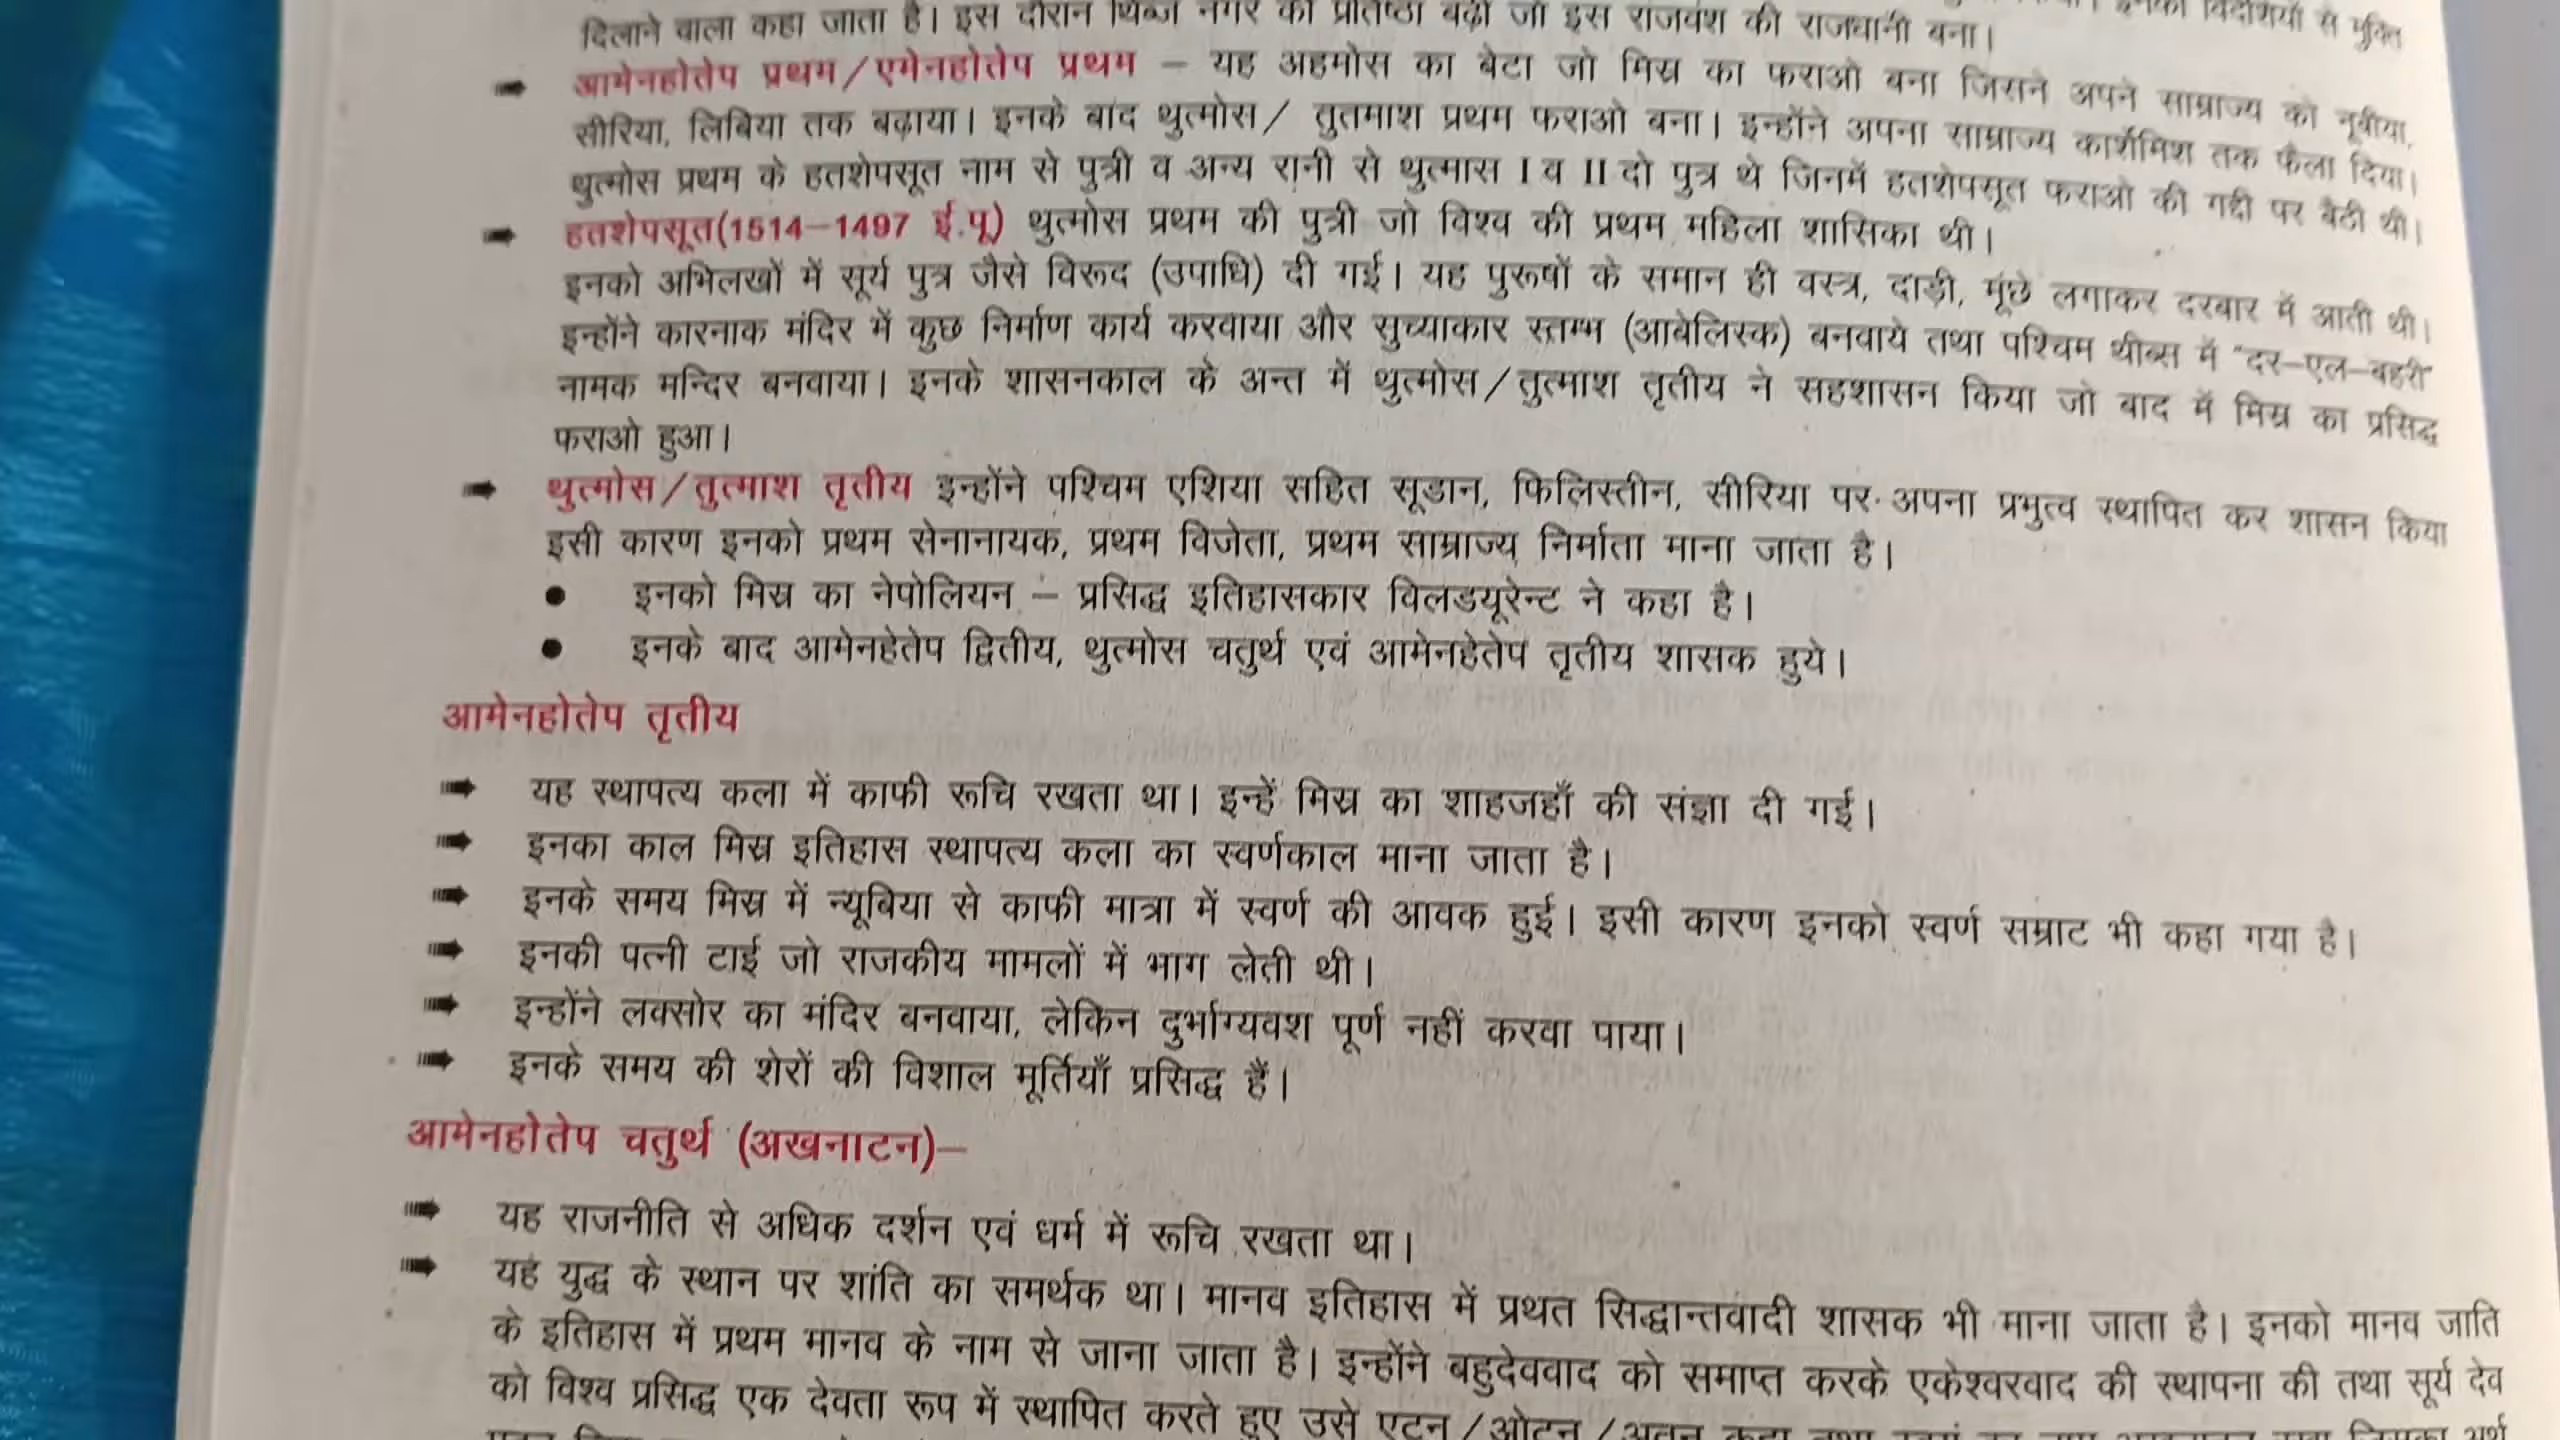 दिलाने वाला कहा जाता है। इस दौरान थिब्ज नगर की प्रतिष्ठा बढ़ी जो इस राजवंश की राजधानी बना।
विदेशियों से मुक्ति
आमेनहोतेप प्रथम/एमेनहोतेप प्रथम – यह अहमोस का बेटा जो मिस्र का फराओ बना जिसने अपने साम्राज्य को नूबीया,
सीरिया, लिबिया तक बढ़ाया। इनके बाद थुत्मोस/ तुतमाश प्रथम फराओ बना। इन्होंने अपना साम्राज्य कार्शेमिश तक फैला दिया।
थुत्मोस प्रथम के हतशेपसूत नाम से पुत्री व अन्य रानी से थुत्मास I व II दो पुत्र थे जिनमें हतशेपसूत फराओ की गद्दी पर बैठी थी।
हतशेपसूत(1514–1497 ई.पू) थुत्मोस प्रथम की पुत्री जो विश्व की प्रथम महिला शासिका थी।
इनको अभिलखों में सूर्य पुत्र जैसे विरूद (उपाधि) दी गई। यह पुरूषों के समान ही वस्त्र, दाड़ी, मूंछे लगाकर दरबार में आती थी।
इन्होंने कारनाक मंदिर में कुछ निर्माण कार्य करवाया और सुच्याकार स्तम्भ (आबेलिस्क) बनवाये तथा पश्चिम थीब्स में "दर–एल–बहरी"
नामक मन्दिर बनवाया। इनके शासनकाल के अन्त में थुत्मोस/तुत्माश तृतीय ने सहशासन किया जो बाद में मिस्र का प्रसिद्ध
फराओ हुआ।
थुत्मोस/तुत्माश तृतीय इन्होंने पश्चिम एशिया सहित सूडान, फिलिस्तीन, सीरिया पर अपना प्रभुत्व स्थापित कर शासन किया
इसी कारण इनको प्रथम सेनानायक, प्रथम विजेता, प्रथम साम्राज्य निर्माता माना जाता है।
● इनको मिस्र का नेपोलियन – प्रसिद्ध इतिहासकार विलडयूरेन्ट ने कहा है।
● इनके बाद आमेनहेतेप द्वितीय, थुत्मोस चतुर्थ एवं आमेनहेतेप तृतीय शासक हुये।
आमेनहोतेप तृतीय
यह स्थापत्य कला में काफी रूचि रखता था। इन्हें मिस्र का शाहजहाँ की संज्ञा दी गई।
इनका काल मिस्र इतिहास स्थापत्य कला का स्वर्णकाल माना जाता है।
इनके समय मिस्र में न्यूबिया से काफी मात्रा में स्वर्ण की आवक हुई। इसी कारण इनको स्वर्ण सम्राट भी कहा गया है।
इनकी पत्नी टाई जो राजकीय मामलों में भाग लेती थी।
इन्होंने लक्सोर का मंदिर बनवाया, लेकिन दुर्भाग्यवश पूर्ण नहीं करवा पाया।
इनके समय की शेरों की विशाल मूर्तियाँ प्रसिद्ध हैं।
आमेनहोतेप चतुर्थ (अखनाटन)–
यह राजनीति से अधिक दर्शन एवं धर्म में रूचि रखता था।
यह युद्ध के स्थान पर शांति का समर्थक था। मानव इतिहास में प्रथत सिद्धान्तवादी शासक भी माना जाता है। इनको मानव जाति
के इतिहास में प्रथम मानव के नाम से जाना जाता है। इन्होंने बहुदेववाद को समाप्त करके एकेश्वरवाद की स्थापना की तथा सूर्य देव
को विश्व प्रसिद्ध एक देवता रूप में स्थापित करते हुए उसे एटन/ओटन/अतन